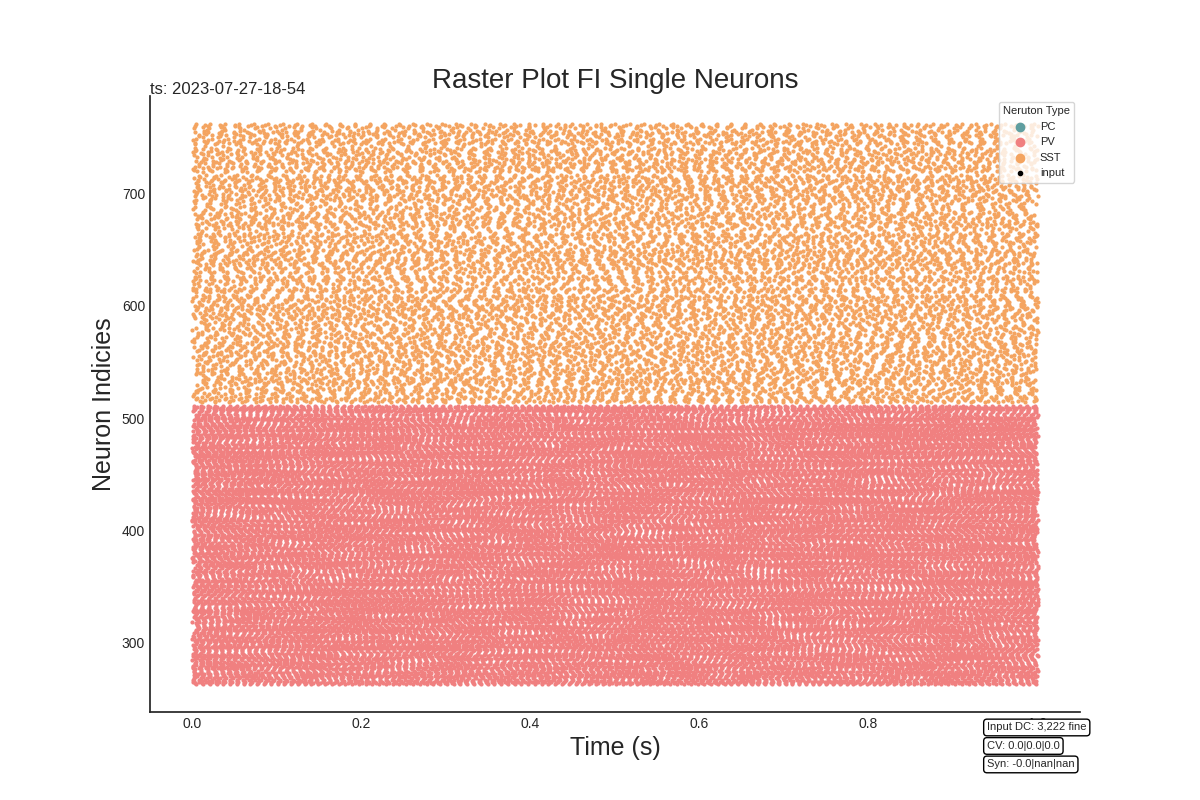 Raster Plot FI Single Neurons
ts: 2023-07-27-18-54
Neruton Type
PC
PV
SST
input
700
600
500
400
300
Neuron Indicies
0.0 0.2 0.4 0.6 0.8
Time (s)
Input DC: 3,222 fine
CV: 0.0|0.0|0.0
Syn: -0.0|nan|nan